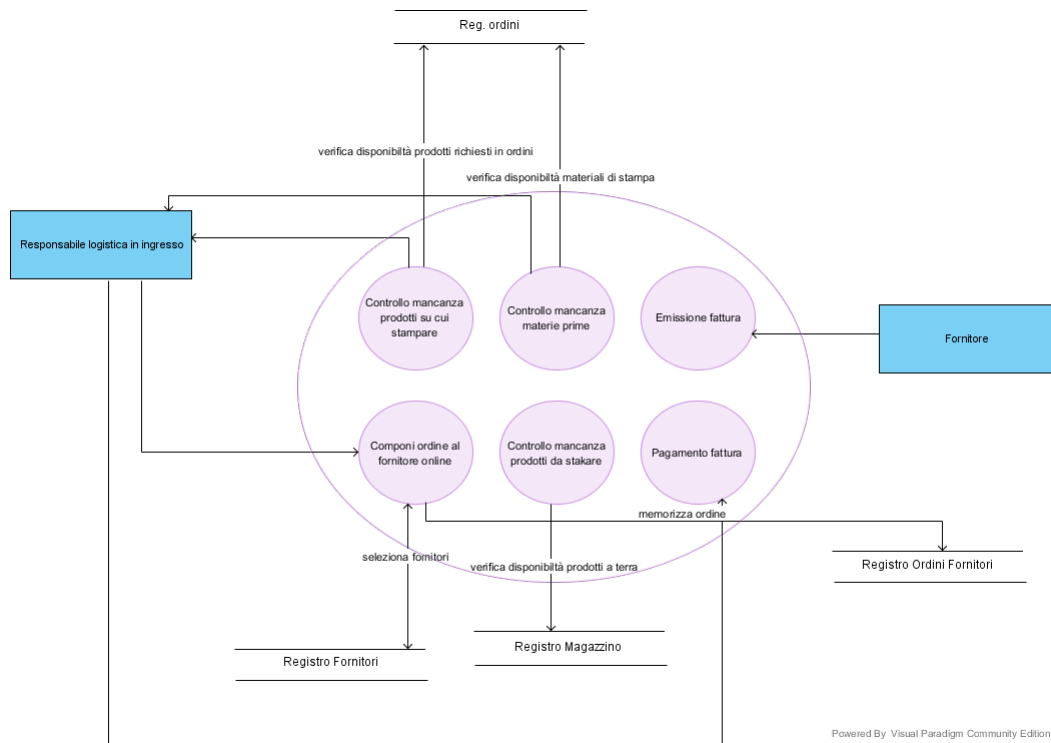 Reg. ordini
verifica disponibiltà prodotti richiesti in ordini
verifica disponibiltà materiali di stampa
Responsabile logistica in ingresso
Controllo mancanza
prodotti su cui
stampare
Controllo mancanza
materie prime
Emissione fattura
Fornitore
Componi ordine al
fornitore online
Controllo mancanza
prodotti da stakare
Pagamento fattura
memorizza ordine
seleziona fornitori
verifica disponibiltà prodotti a terra
Registro Ordini Fornitori
Registro Magazzino
Registro Fornitori
Powered By Visual Paradigm Community Edition